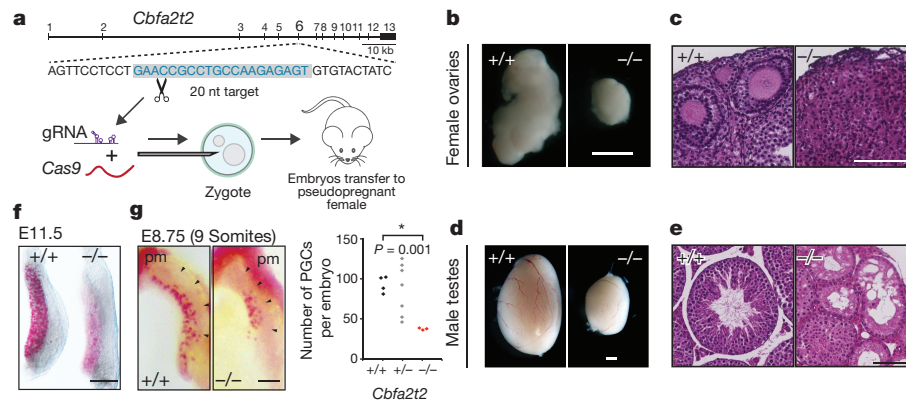 a
Cbfa2t2
1 2 3 4 5 6 7 8 9 10 11 12 13
10 kb
AGTTCCTCCT GAACCGCCTGCCAAGAGAGT GTGTACTATC
20 nt target
gRNA
+
Cas9
Zygote
Embryos transfer to
pseudopregnant
female
b
Female ovaries
+/+
–/–
c
+/+
–/–
f
E11.5
+/+
–/–
g
E8.75 (9 Somites)
pm
pm
+/+
–/–
Number of PGCs
per embryo
150
100
50
0
*
P = 0.001
+/+ +/– –/–
Cbfa2t2
d
Male testes
+/+
–/–
e
+/+
–/–